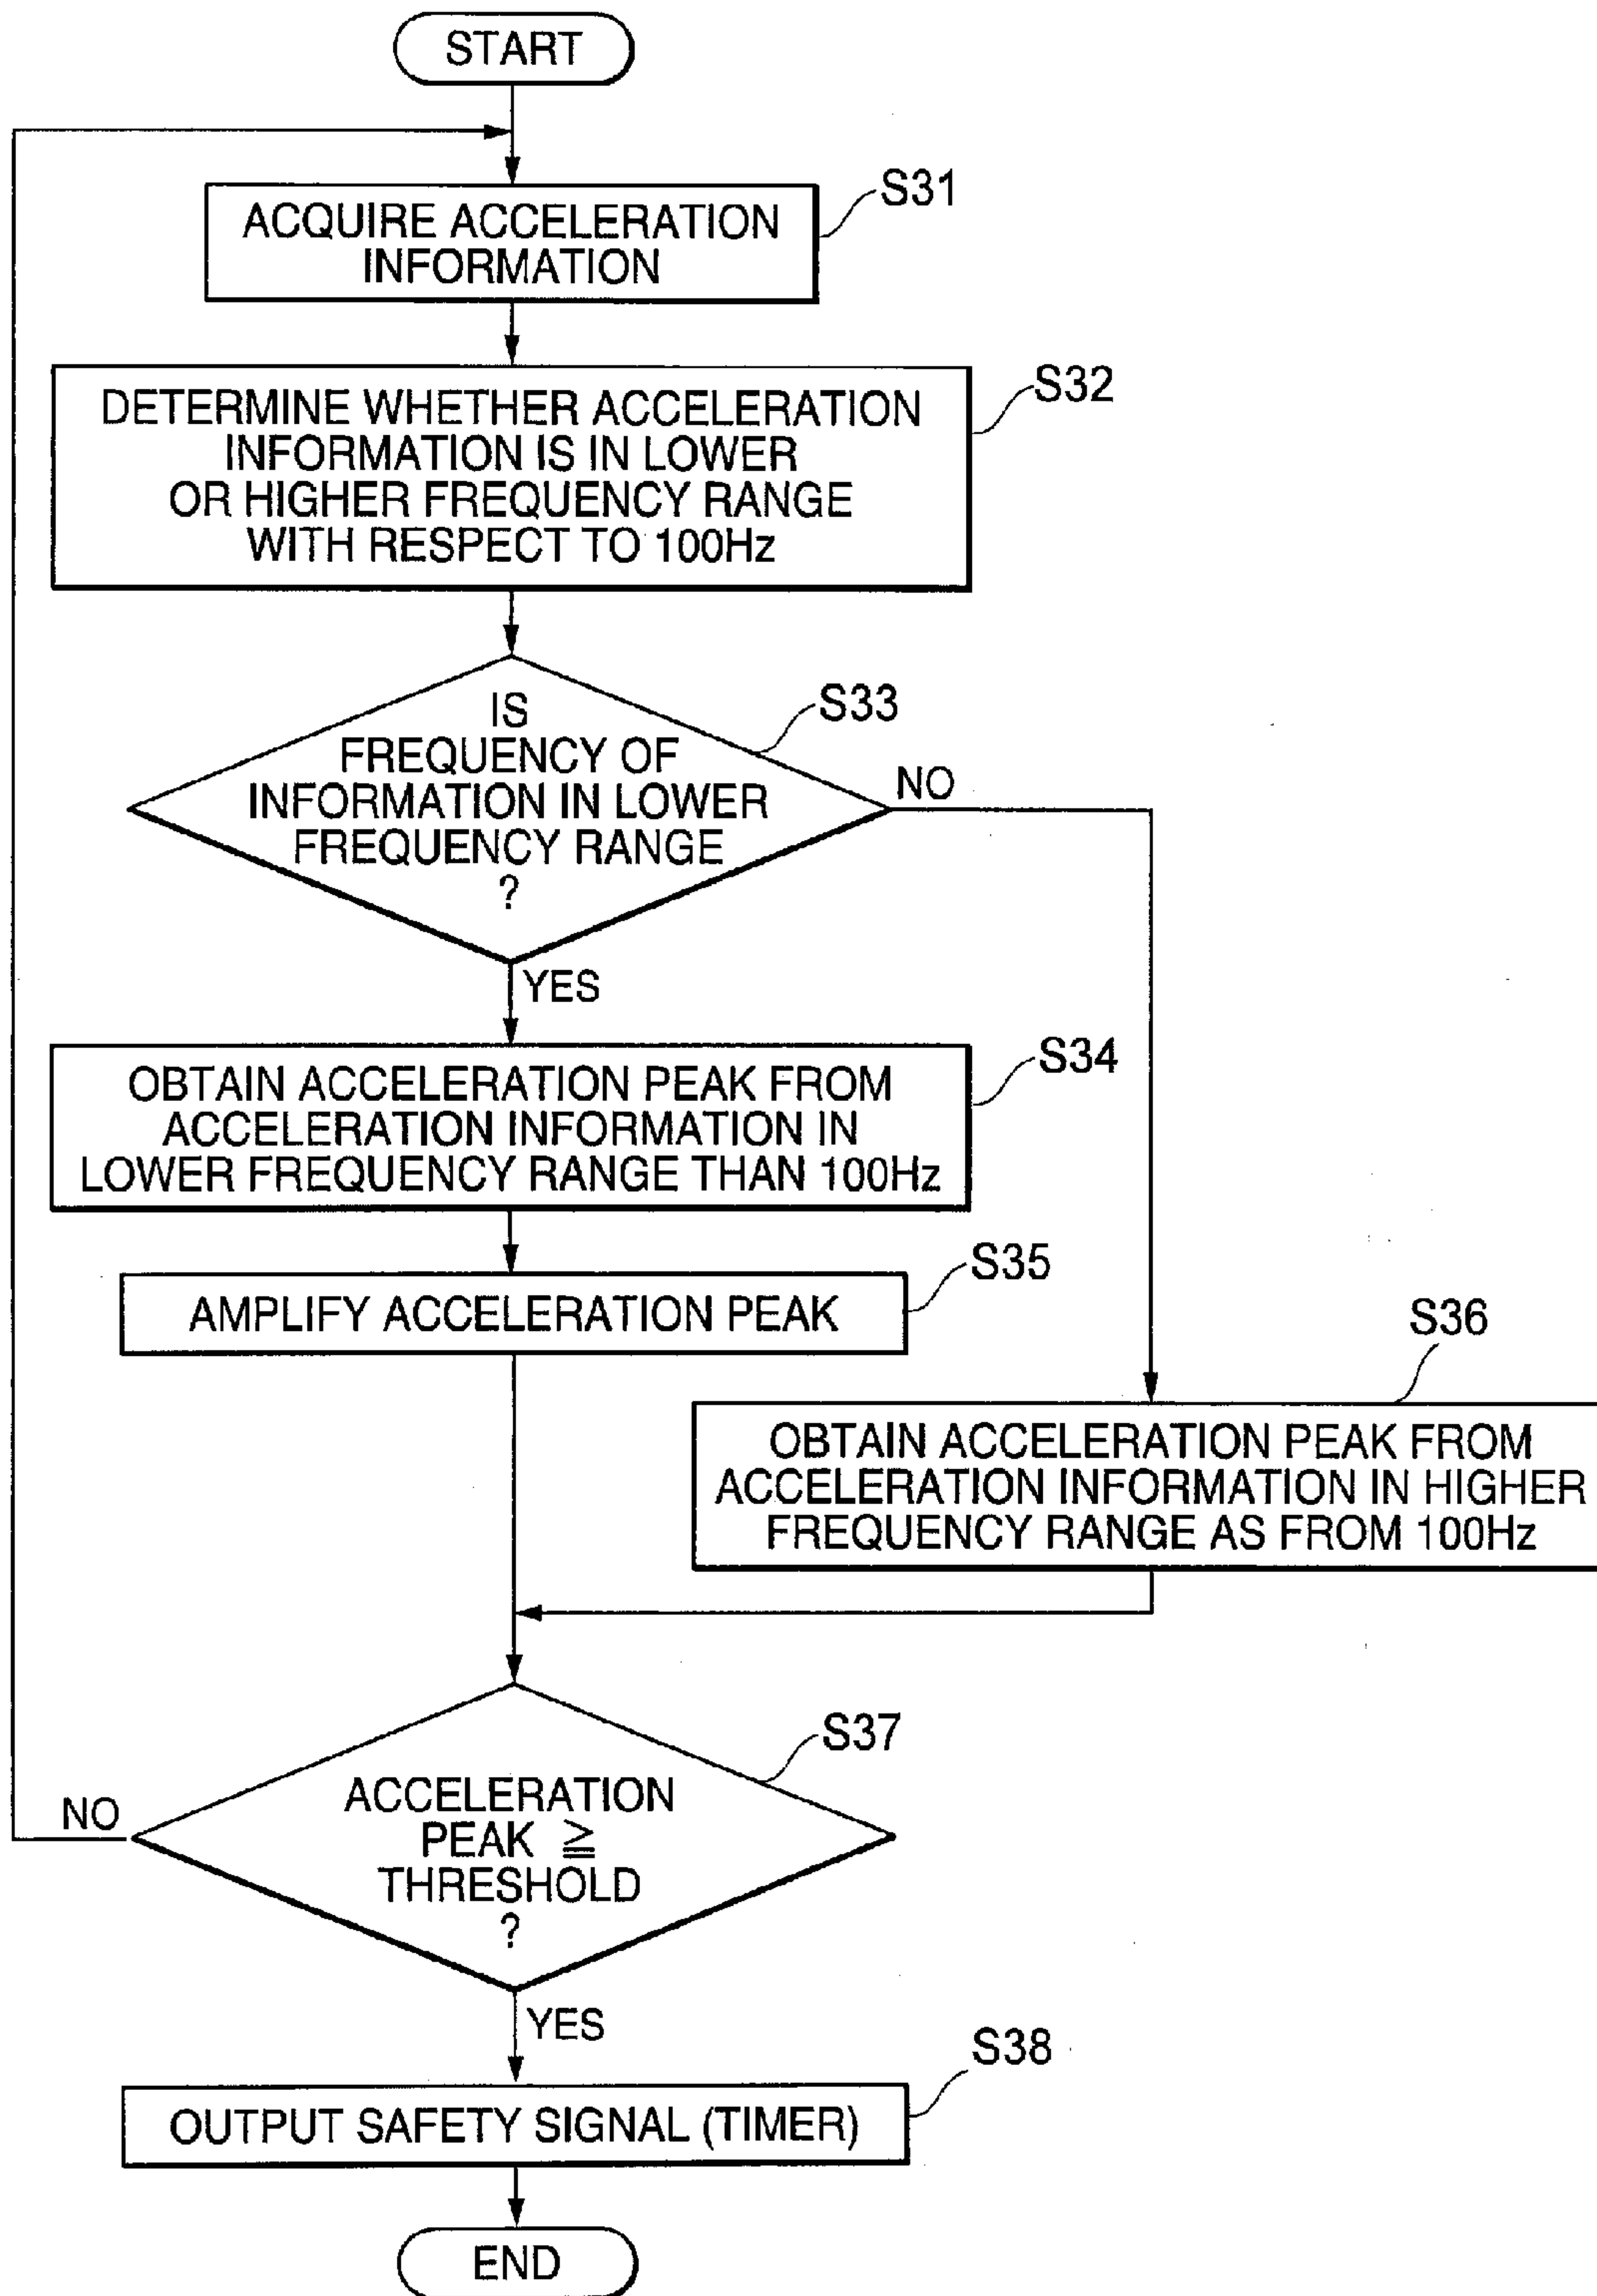 START
S31
ACQUIRE ACCELERATION
INFORMATION
S32
DETERMINE WHETHER ACCELERATION
INFORMATION IS IN LOWER
OR HIGHER FREQUENCY RANGE
WITH RESPECT TO 100Hz
S33
IS
FREQUENCY OF
INFORMATION IN LOWER
FREQUENCY RANGE
?
NO
YES
S34
OBTAIN ACCELERATION PEAK FROM
ACCELERATION INFORMATION IN
LOWER FREQUENCY RANGE THAN 100Hz
S35
AMPLIFY ACCELERATION PEAK
S36
OBTAIN ACCELERATION PEAK FROM
ACCELERATION INFORMATION IN HIGHER
FREQUENCY RANGE AS FROM 100Hz
S37
ACCELERATION
PEAK ≧
THRESHOLD
?
NO
YES
S38
OUTPUT SAFETY SIGNAL (TIMER)
END